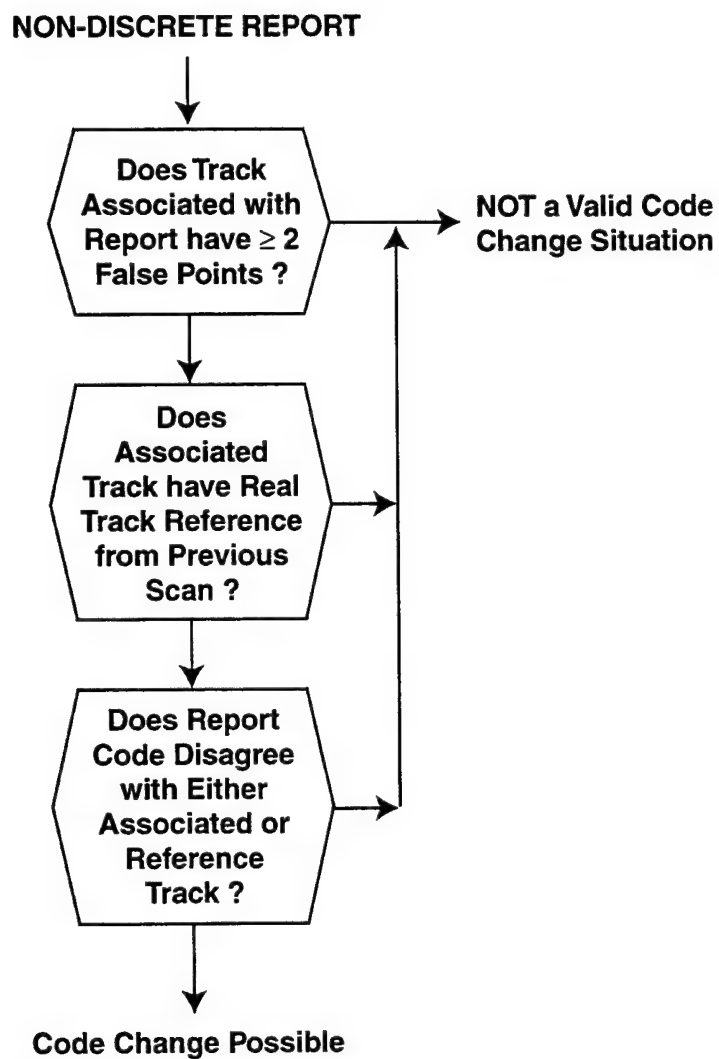 NON-DISCRETE REPORT
Does Track
Associated with
Report have ≥ 2
False Points ?
NOT a Valid Code
Change Situation
Does
Associated
Track have Real
Track Reference
from Previous
Scan ?
Does Report
Code Disagree
with Either
Associated or
Reference
Track ?
Code Change Possible